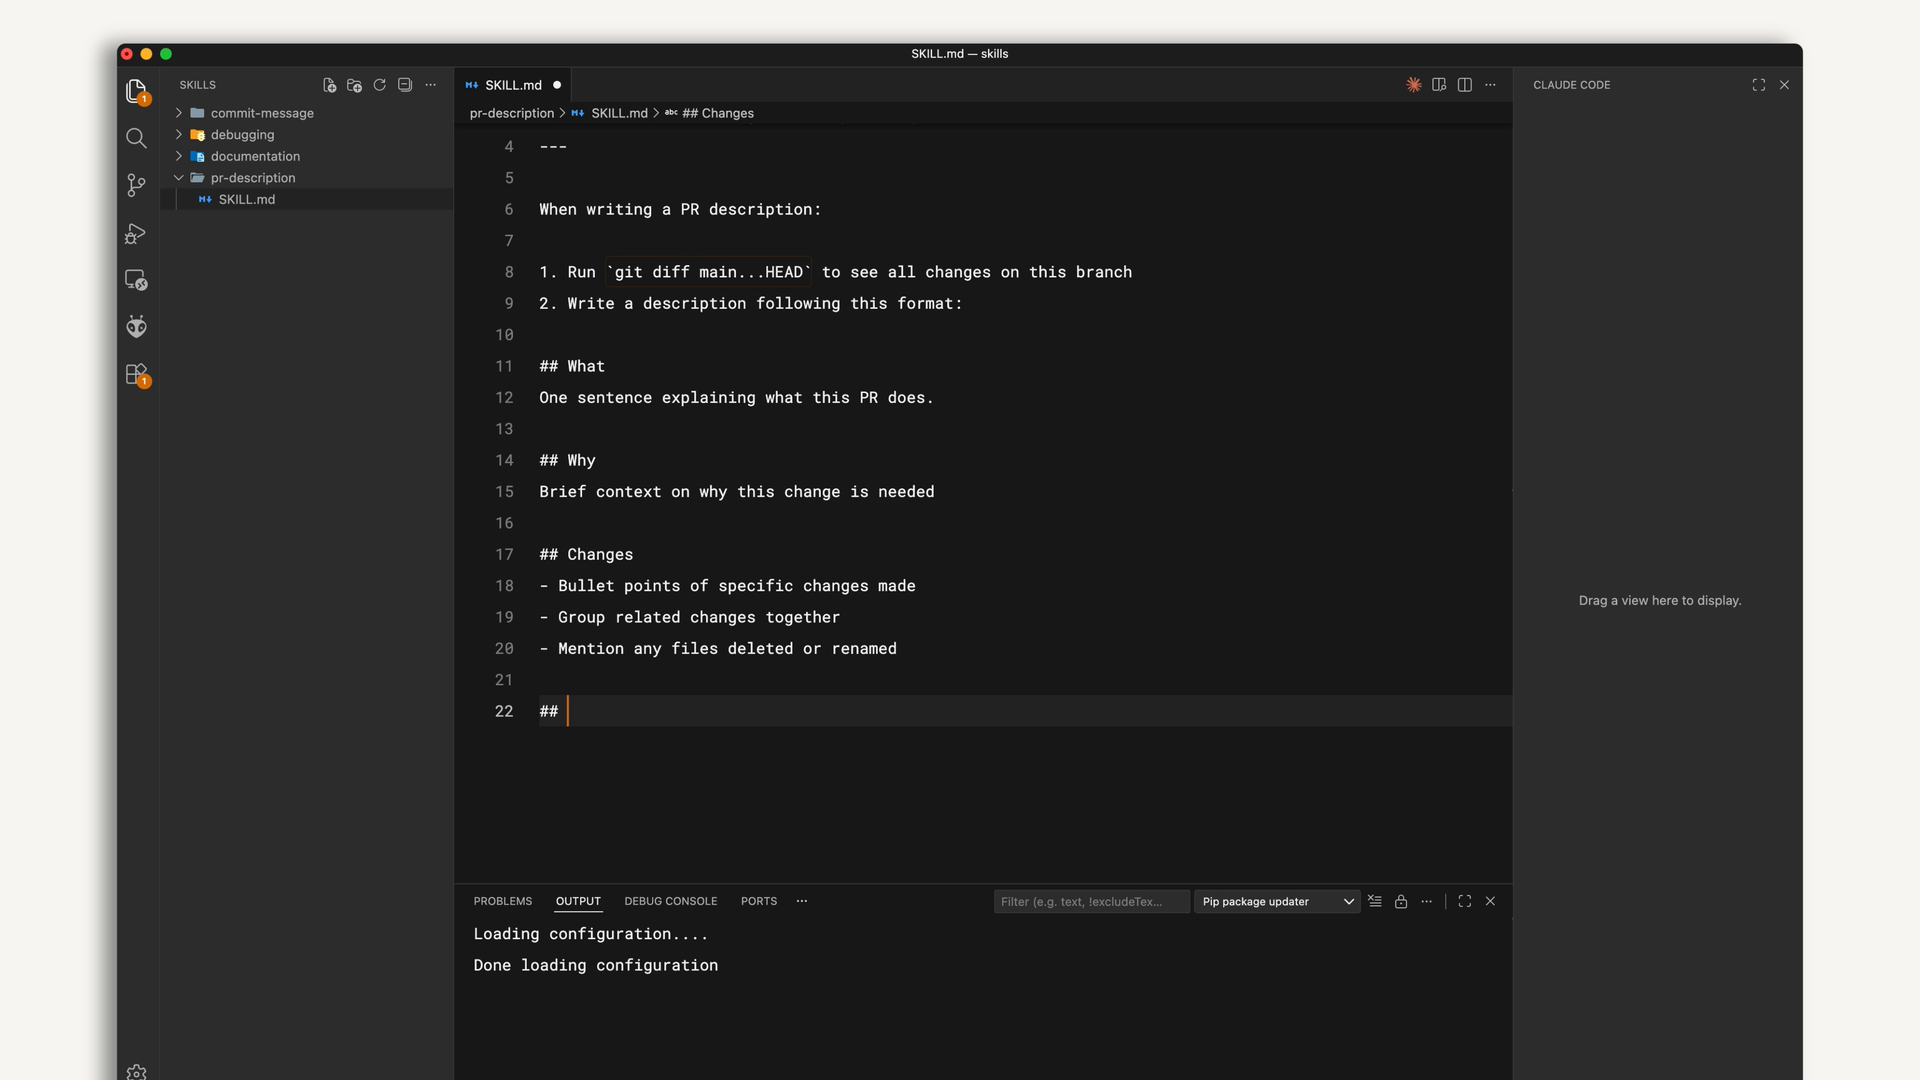 SKILL.md — skills
SKILLS
commit-message
debugging
documentation
pr-description
SKILL.md
1
1
SKILL.md
pr-description > SKILL.md > abc ## Changes
4 ---
5
6 When writing a PR description:
7
8 1. Run `git diff main...HEAD` to see all changes on this branch
9 2. Write a description following this format:
10
11 ## What
12 One sentence explaining what this PR does.
13
14 ## Why
15 Brief context on why this change is needed
16
17 ## Changes
18 - Bullet points of specific changes made
19 - Group related changes together
20 - Mention any files deleted or renamed
21
22 ##
PROBLEMS OUTPUT DEBUG CONSOLE PORTS ···
Filter (e.g. text, !excludeTex...
Pip package updater
Loading configuration....
Done loading configuration
CLAUDE CODE
Drag a view here to display.